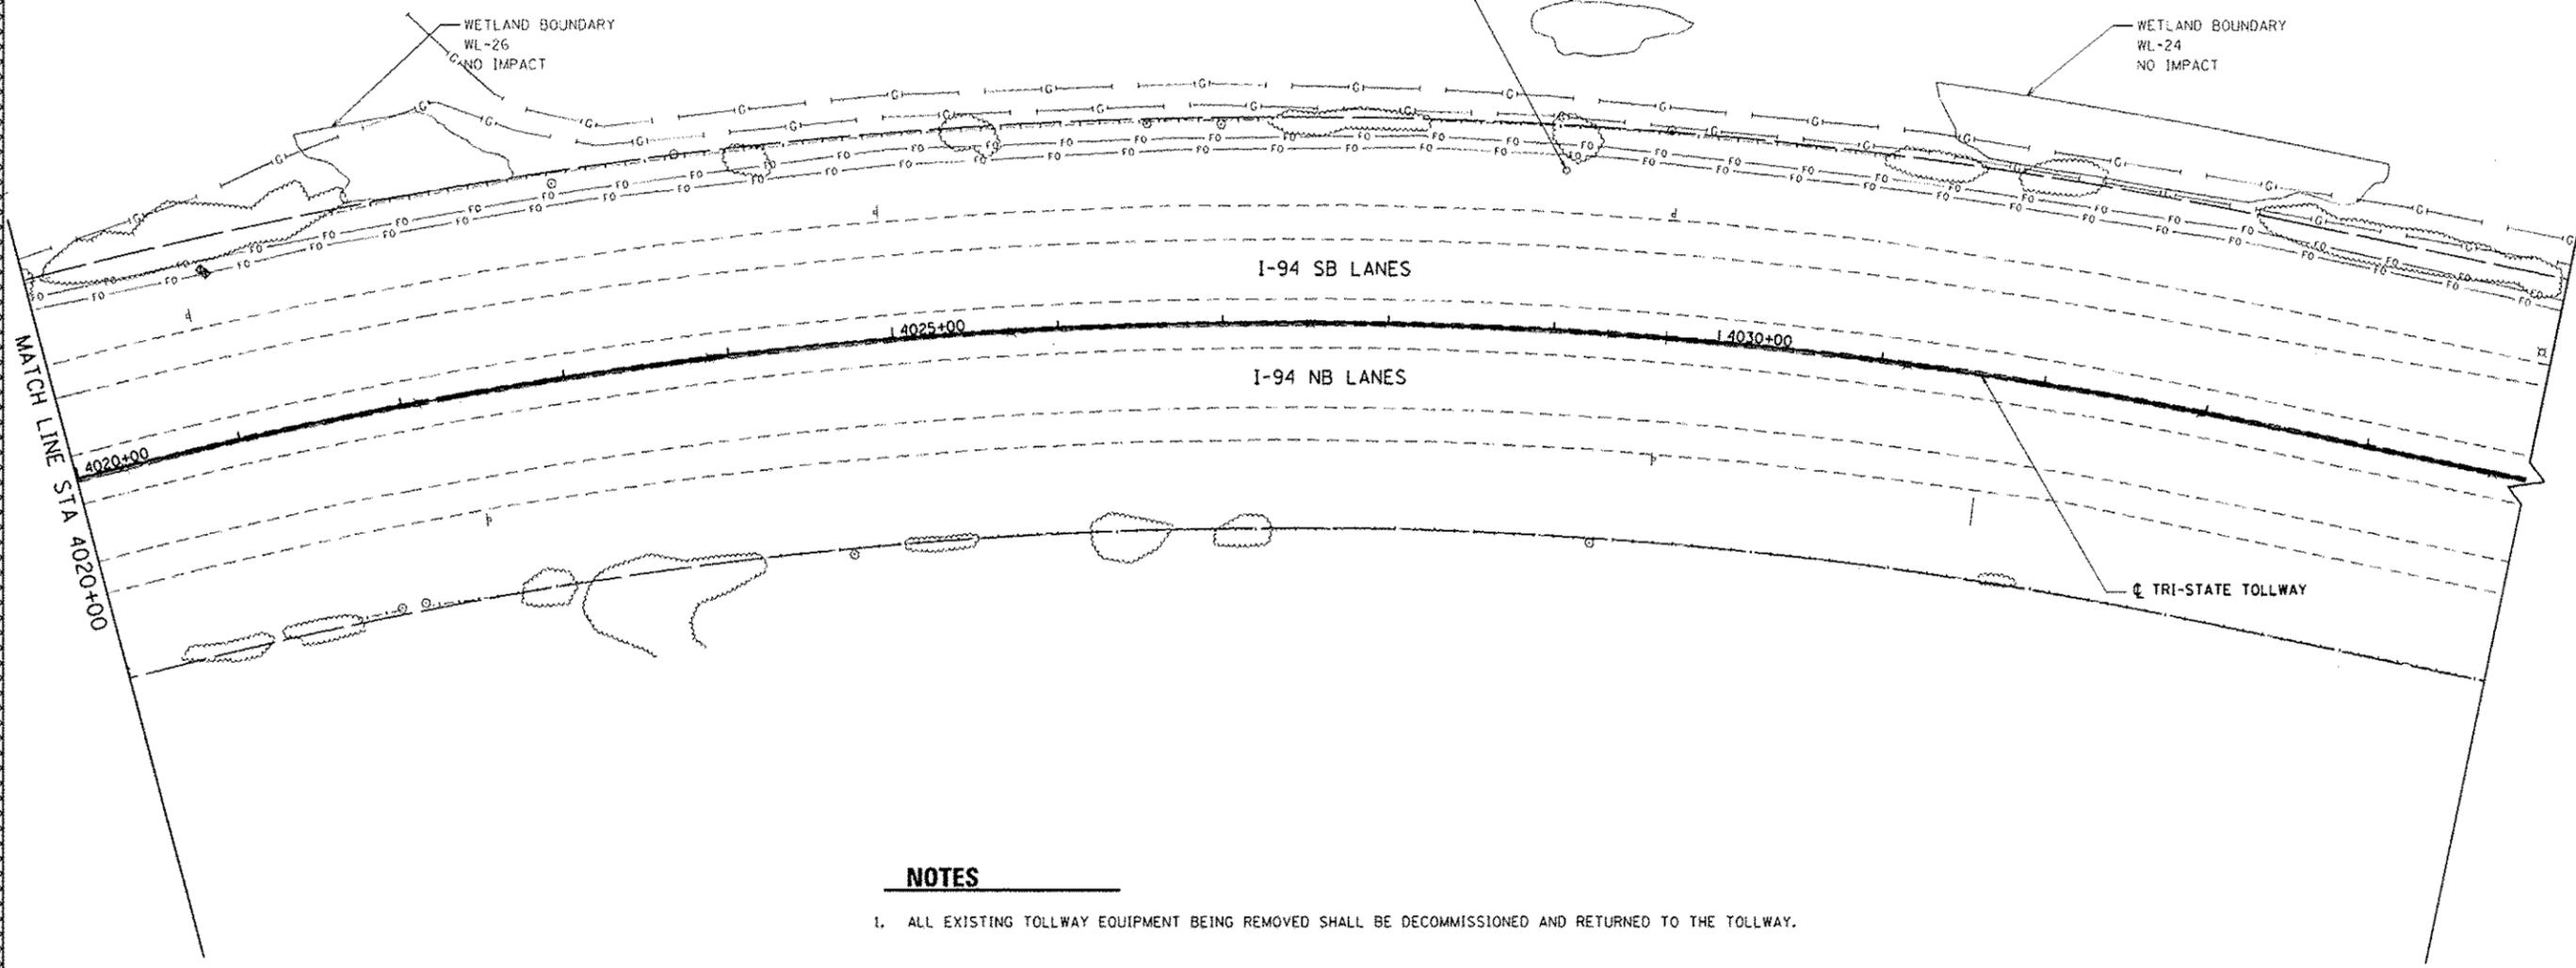 WETLAND BOUNDARY
WL-26
NO IMPACT
WETLAND BOUNDARY
WL-24
NO IMPACT
I-94 SB LANES
4025+00
4030+00
I-94 NB LANES
4020+00
MATCH LINE STA 4020+00
℄ TRI-STATE TOLLWAY
NOTES
1. ALL EXISTING TOLLWAY EQUIPMENT BEING REMOVED SHALL BE DECOMMISSIONED AND RETURNED TO THE TOLLWAY.